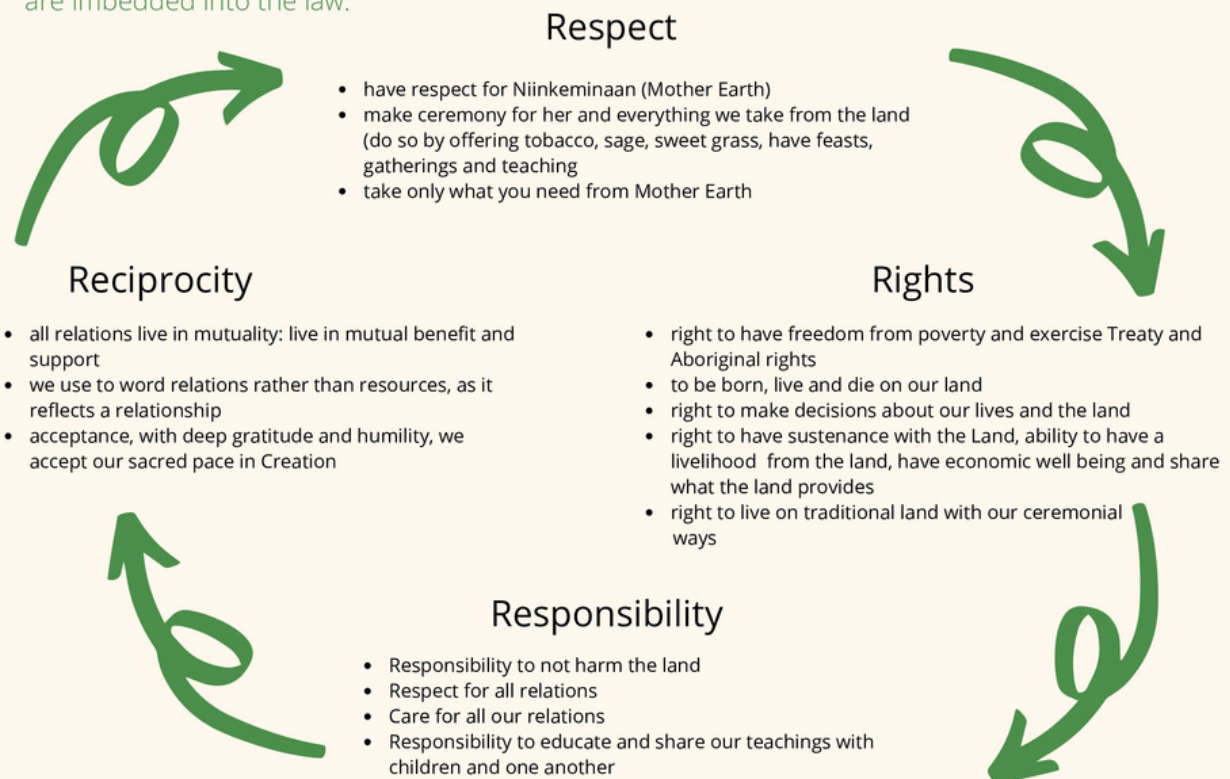 are imbedded into the law.
Respect
• have respect for Niinkeminaan (Mother Earth)
• make ceremony for her and everything we take from the land
(do so by offering tobacco, sage, sweet grass, have feasts,
gatherings and teaching
• take only what you need from Mother Earth
Reciprocity
• all relations live in mutuality: live in mutual benefit and
support
• we use to word relations rather than resources, as it
reflects a relationship
• acceptance, with deep gratitude and humility, we
accept our sacred pace in Creation
Rights
• right to have freedom from poverty and exercise Treaty and
Aboriginal rights
• to be born, live and die on our land
• right to make decisions about our lives and the land
• right to have sustenance with the Land, ability to have a
livelihood from the land, have economic well being and share
what the land provides
• right to live on traditional land with our ceremonial
ways
Responsibility
• Responsibility to not harm the land
• Respect for all relations
• Care for all our relations
• Responsibility to educate and share our teachings with
children and one another